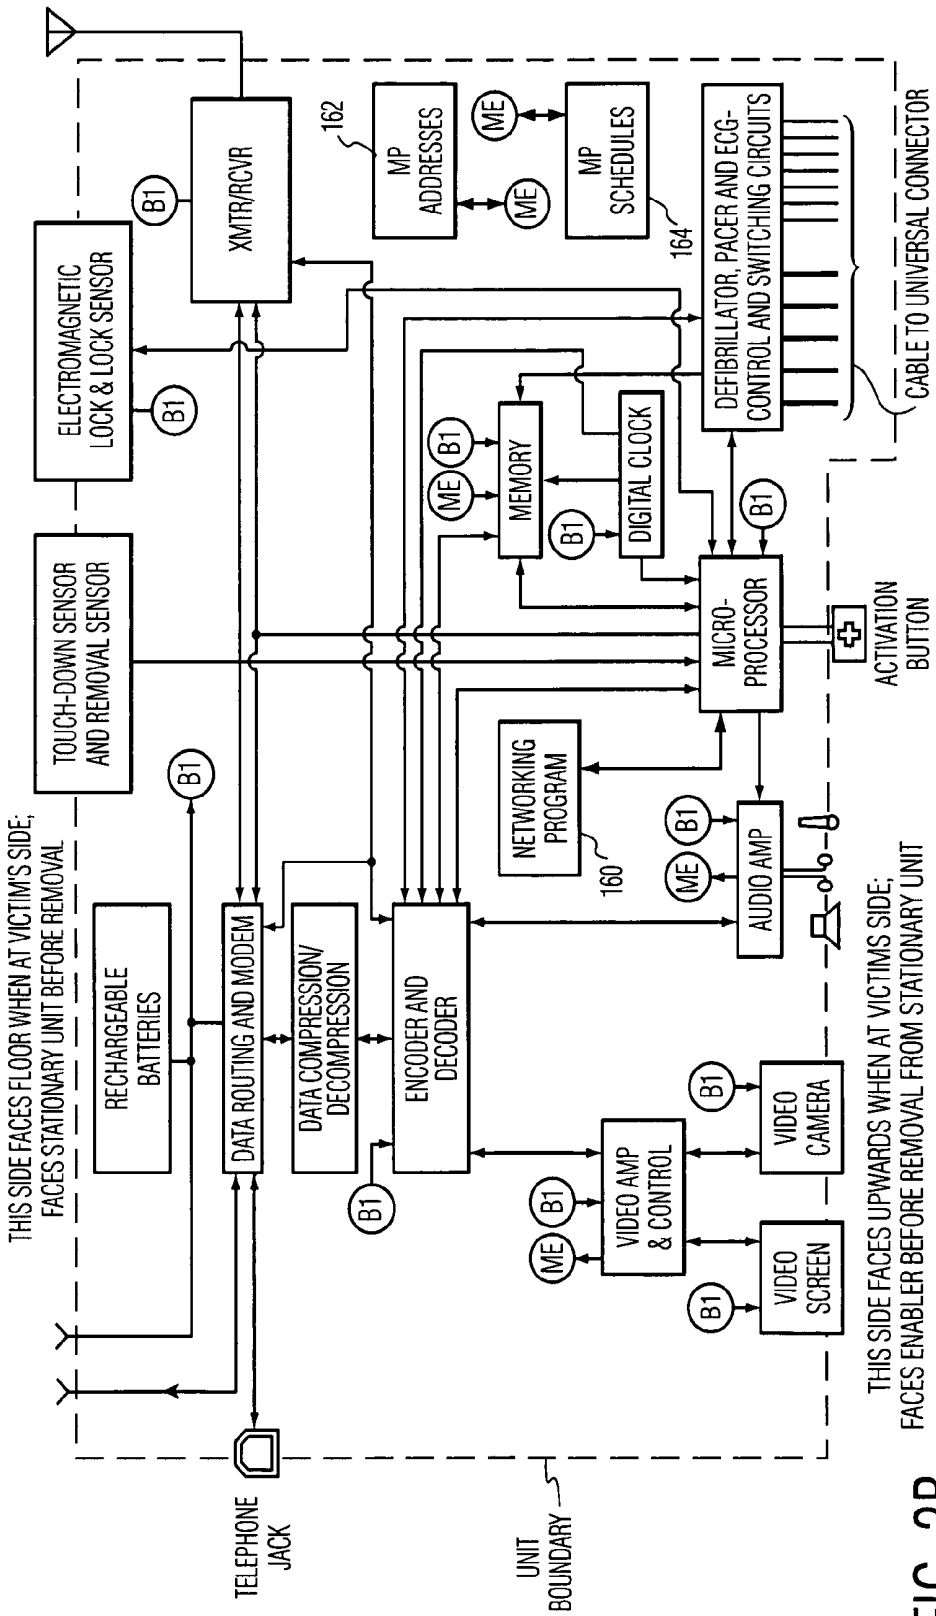 THIS SIDE FACES FLOOR WHEN AT VICTIM'S SIDE;
FACES STATIONARY UNIT BEFORE REMOVAL
TOUCH-DOWN SENSOR
AND REMOVAL SENSOR
ELECTROMAGNETIC
LOCK & LOCK SENSOR
B1
B1
B1
RECHARGEABLE
BATTERIES
XMTR/RCVR
TELEPHONE
JACK
DATA ROUTING AND MODEM
DATA COMPRESSION/
DECOMPRESSION
B1
ENCODER AND
DECODER
162
MP
ADDRESSES
ME
ME
MP
SCHEDULES
164
ME
B1
MEMORY
B1
DIGITAL CLOCK
UNIT
BOUNDARY
ME
B1
VIDEO AMP
& CONTROL
NETWORKING
PROGRAM
160
ME
B1
AUDIO AMP
MICRO-
PROCESSOR
B1
DEFIBRILLATOR, PACER AND ECG-
CONTROL AND SWITCHING CIRCUITS
B1
VIDEO
SCREEN
B1
VIDEO
CAMERA
ACTIVATION
BUTTON
CABLE TO UNIVERSAL CONNECTOR
THIS SIDE FACES UPWARDS WHEN AT VICTIMS SIDE;
FACES ENABLER BEFORE REMOVAL FROM STATIONARY UNIT
FIG. 2B